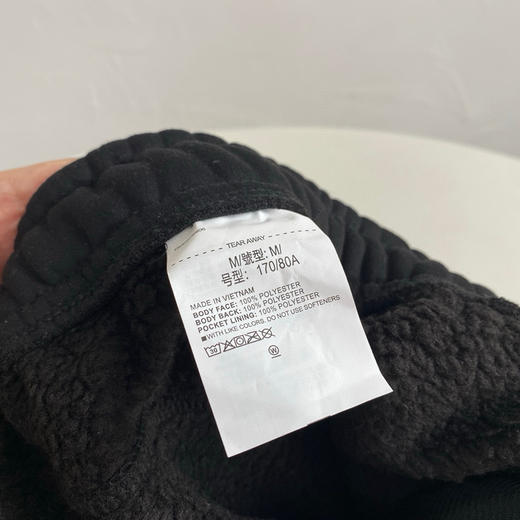 TEAR AWAY
M/號型: M/
号型: 170/80A
MADE IN VIETNAM
BODY FACE: 100% POLYESTER
BODY BACK: 100% POLYESTER
POCKET LINING: 100% POLYESTER
WITH LIKE COLORS. DO NOT USE SOFTENERS
30
W